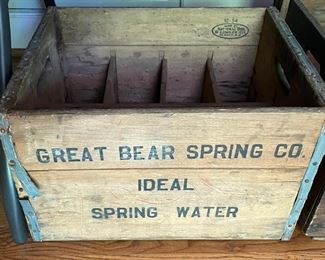 GREAT BEAR SPRING CO.
IDEAL
SPRING WATER